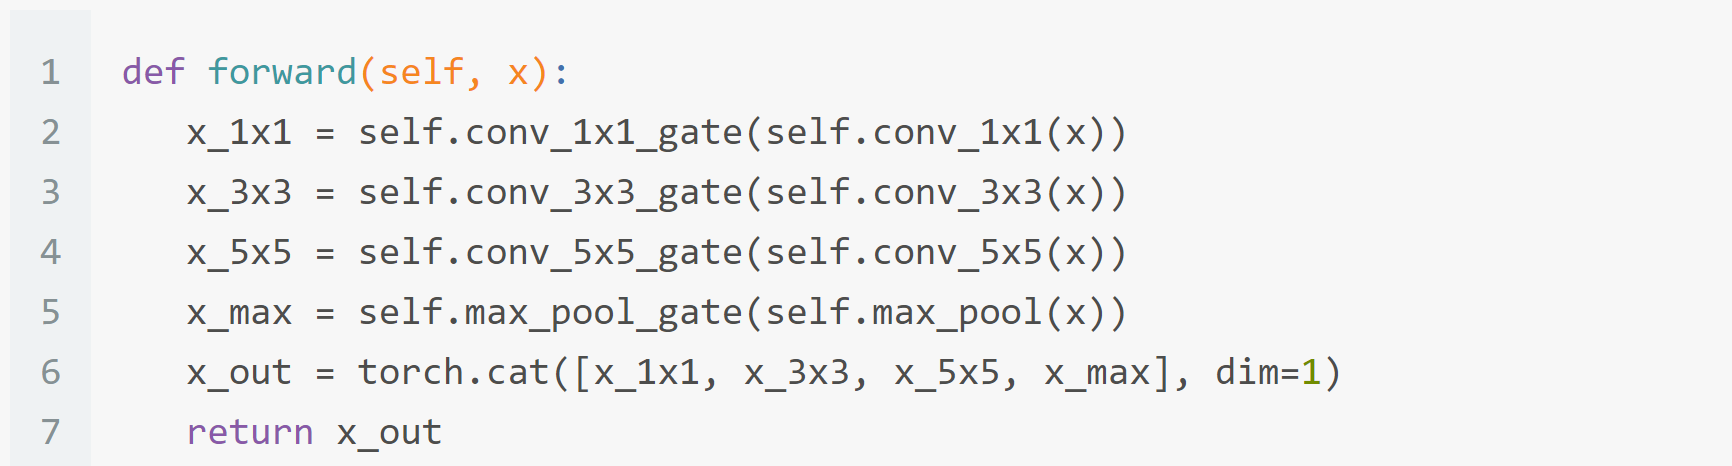 1 def forward(self, x):
2 x_1x1 = self.conv_1x1_gate(self.conv_1x1(x))
3 x_3x3 = self.conv_3x3_gate(self.conv_3x3(x))
4 x_5x5 = self.conv_5x5_gate(self.conv_5x5(x))
5 x_max = self.max_pool_gate(self.max_pool(x))
6 x_out = torch.cat([x_1x1, x_3x3, x_5x5, x_max], dim=1)
7 return x_out